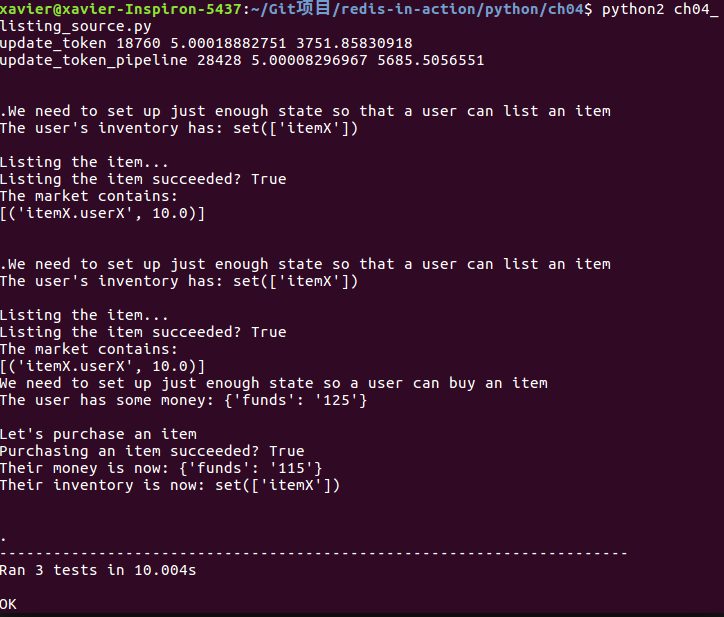 xavier@xavier-Inspiron-5437:~/Git项目/redis-in-action/python/ch04$ python2 ch04_
listing_source.py
update_token 18760 5.00018882751 3751.85830918
update_token_pipeline 28428 5.00008296967 5685.5056551
.We need to set up just enough state so that a user can list an item
The user's inventory has: set(['itemX'])
Listing the item...
Listing the item succeeded? True
The market contains:
[('itemX.userX', 10.0)]
.We need to set up just enough state so that a user can list an item
The user's inventory has: set(['itemX'])
Listing the item...
Listing the item succeeded? True
The market contains:
[('itemX.userX', 10.0)]
We need to set up just enough state so a user can buy an item
The user has some money: {'funds': '125'}
Let's purchase an item
Purchasing an item succeeded? True
Their money is now: {'funds': '115'}
Their inventory is now: set(['itemX'])
.
----------------------------------------------------------------------
Ran 3 tests in 10.004s
OK